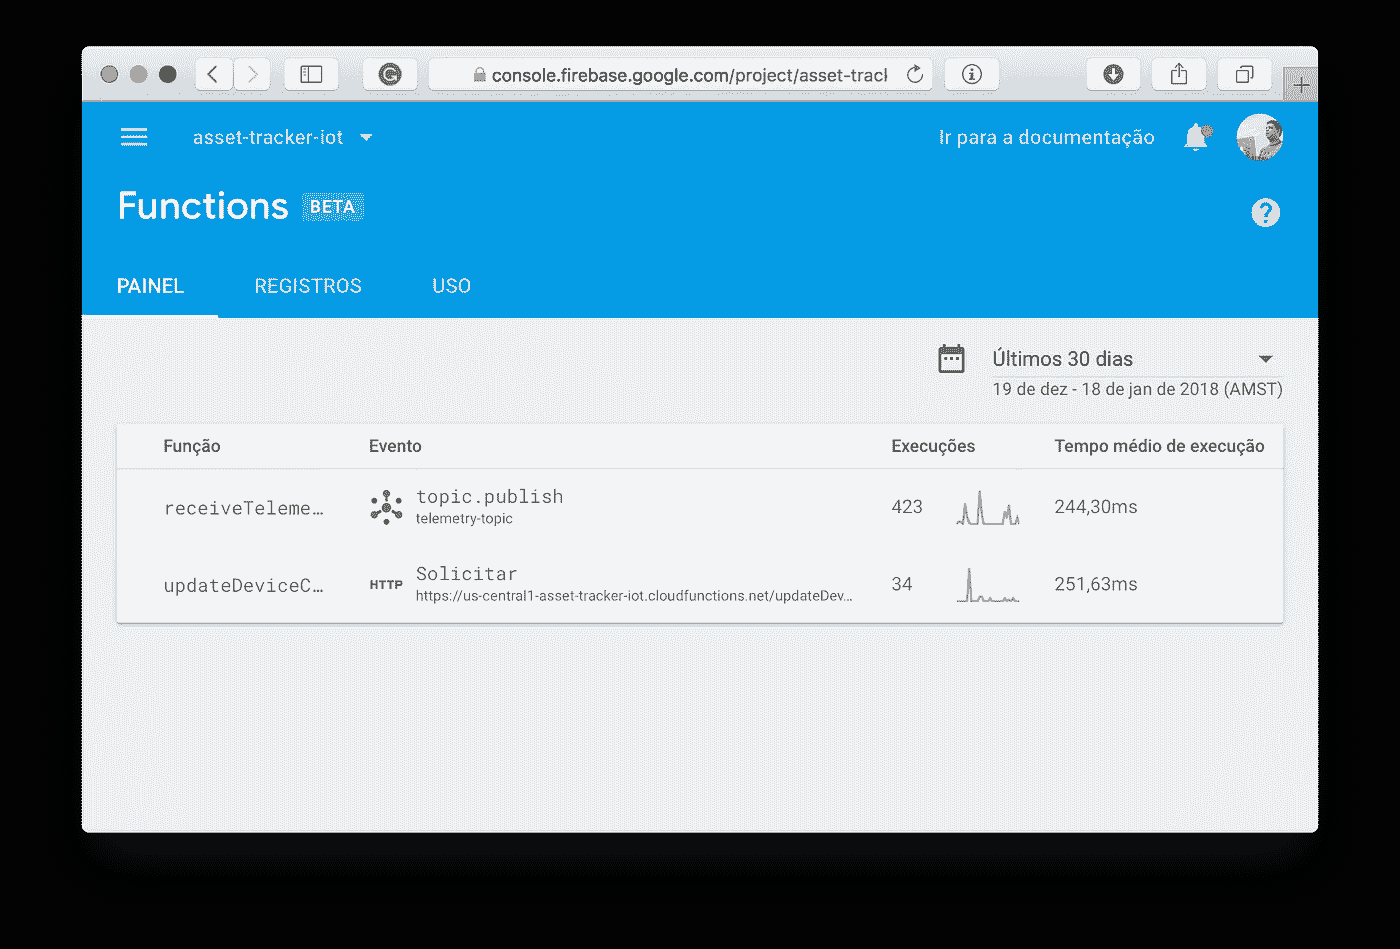 console.firebase.google.com/project/asset-tracl
asset-tracker-iot
Ir para a documentação
Functions BETA
PAINEL REGISTROS USO
Últimos 30 dias
19 de dez - 18 de jan de 2018 (AMST)
Função Evento Execuções Tempo médio de execução
receiveTeleme… topic.publish 423 244,30ms
telemetry-topic
updateDeviceC… HTTP Solicitar 34 251,63ms
https://us-central1-asset-tracker-iot.cloudfunctions.net/updateDev…